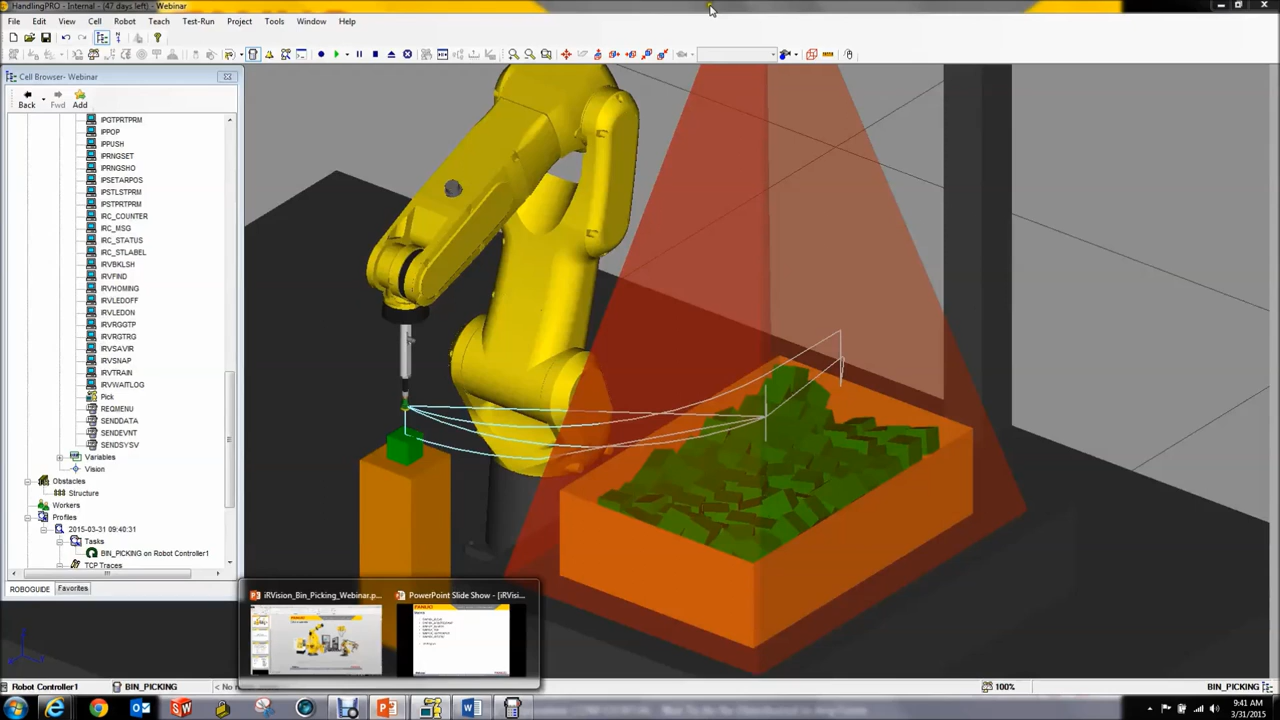 HandlingPRO - Internal - (47 days left) - Webinar
File Edit View Cell Robot Teach Test-Run Project Tools Window Help
Cell Browser- Webinar
Back Fwd Add
IPGTPRTPRM
IPPOP
IPPUSH
IPRNGSET
IPRNGSHO
IPSETARPOS
IPSTLSTPRM
IPSTPRTPRM
IRC_COUNTER
IRC_MSG
IRC_STATUS
IRC_STLABEL
IRVBKLSH
IRVFIND
IRVHOMING
IRVLEDOFF
IRVLEDON
IRVRGGTP
IRVRGTRG
IRVSAVIR
IRVSNAP
IRVTRAIN
IRVWAITLOG
Pick
REQMENU
SENDDATA
SENDEVNT
SENDSYSV
Variables
Vision
Obstacles
Structure
Workers
Profiles
2015-03-31 09:40:31
Tasks
BIN_PICKING on Robot Controller1
TCP Traces
ROBOGUIDE Favorites
iRVision_Bin_Picking_Webinar.p... PowerPoint Slide Show - [iRVisi...
Robot Controller1 BIN_PICKING 100% BIN_PICKING
9:41 AM
3/31/2015